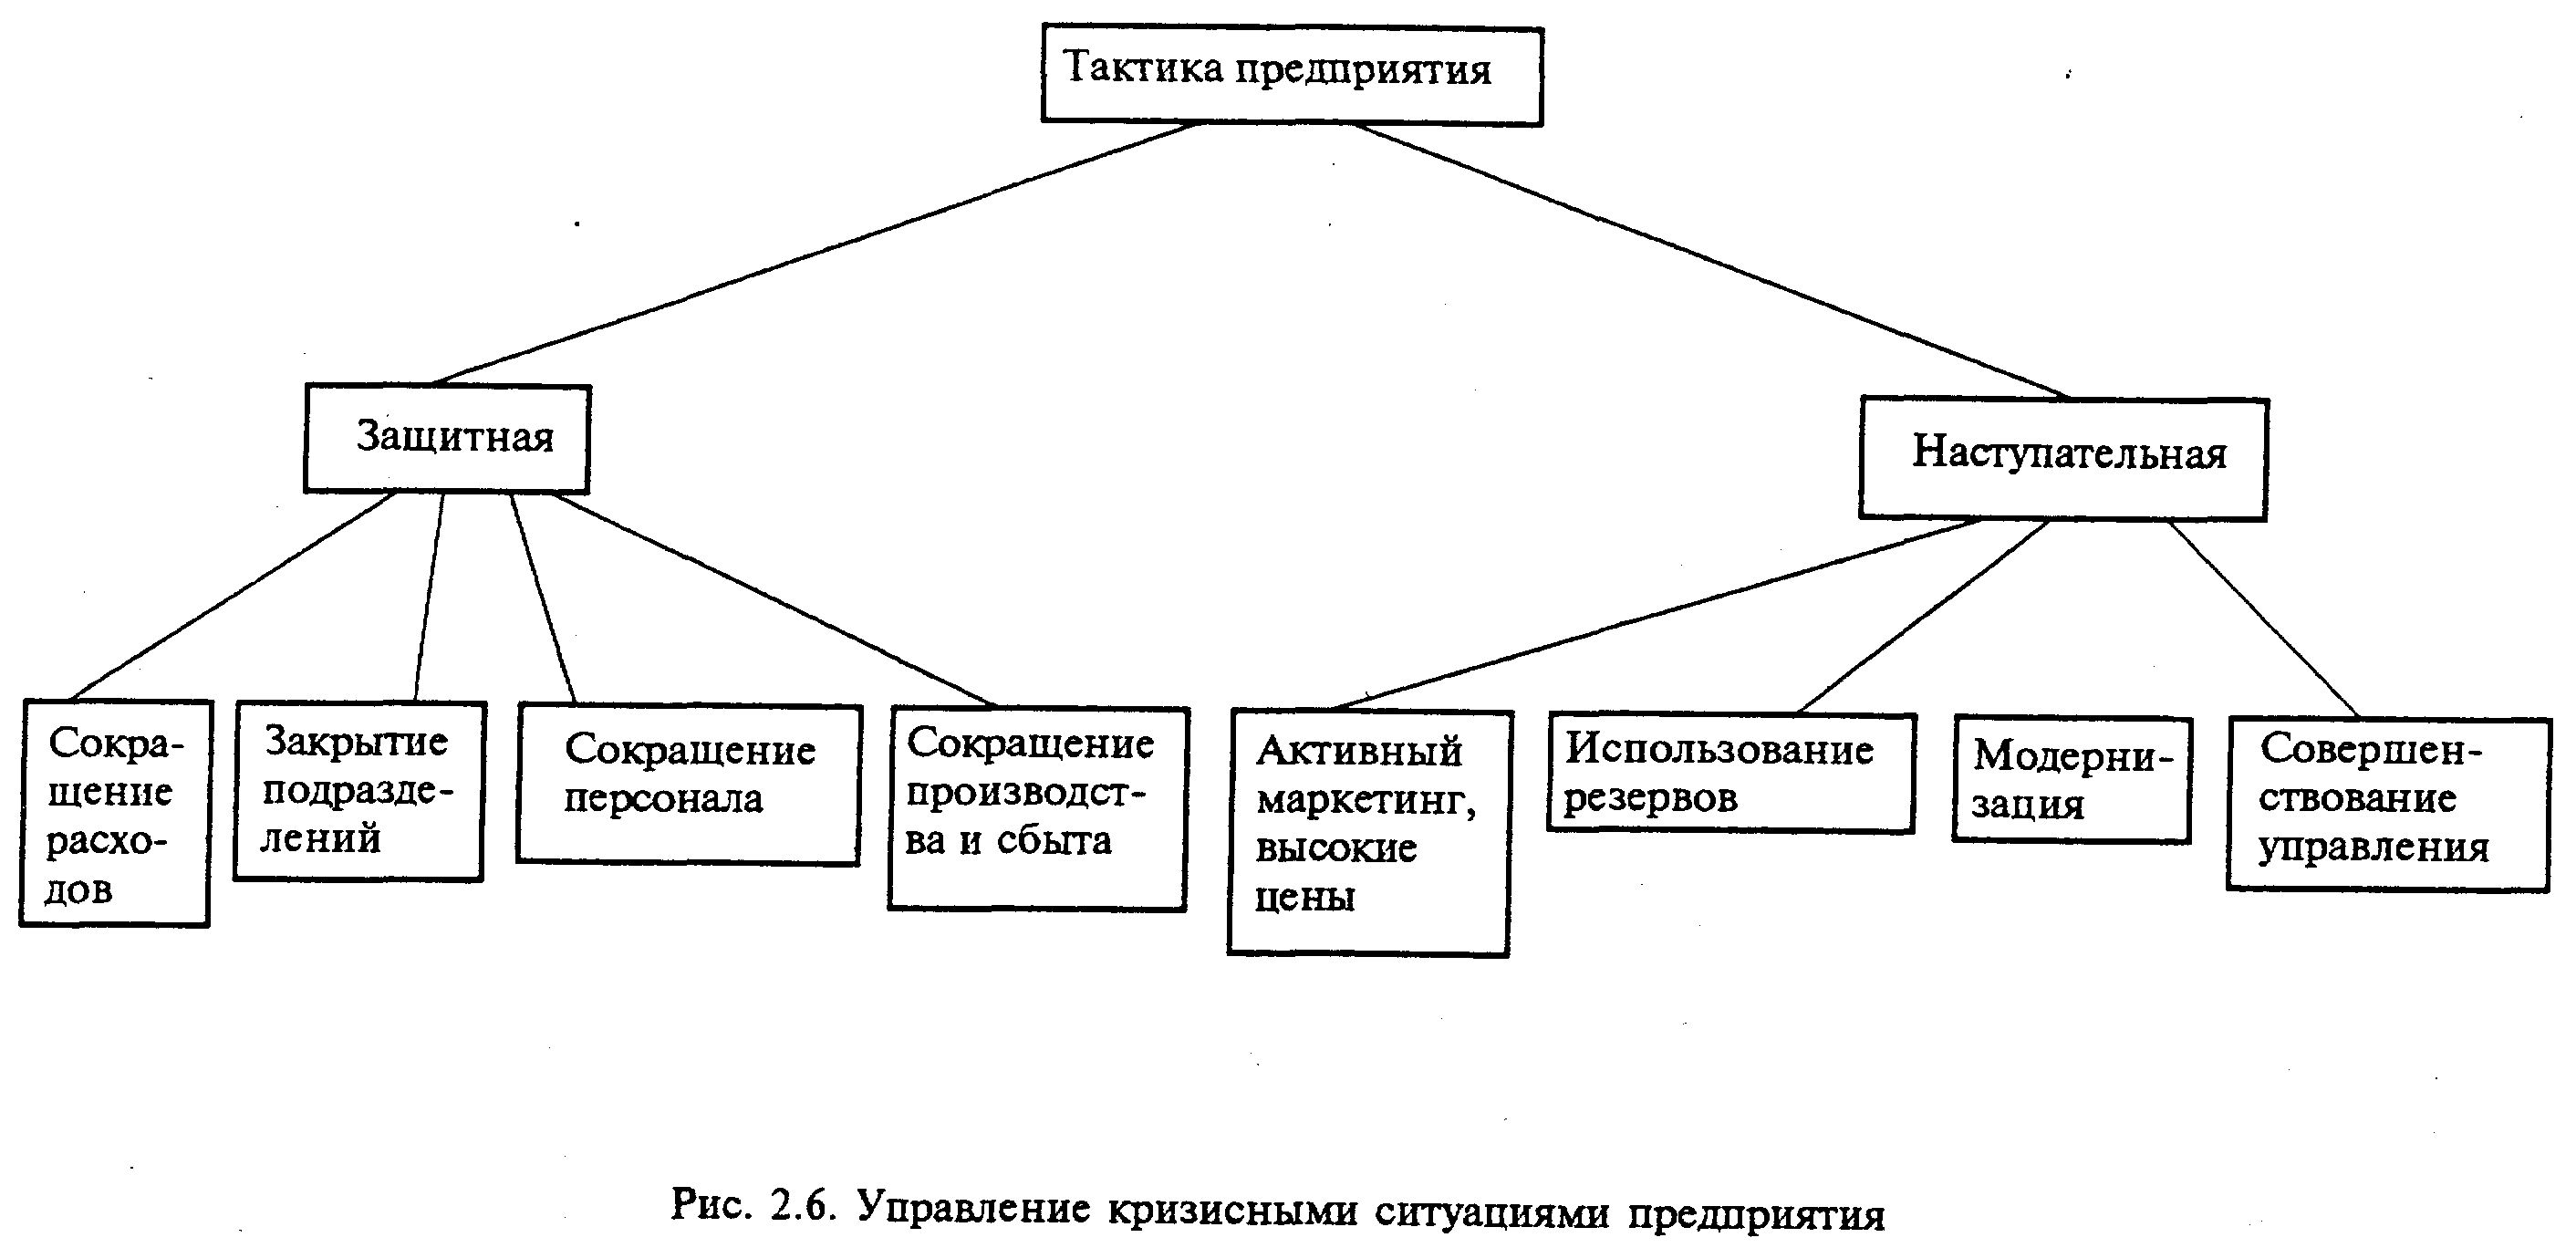 Тактика предприятия
Защитная
Наступательная
Сокра-
щение
расхо-
дов
Закрытие
подразде-
лений
Сокращение
персонала
Сокращение
производст-
ва и сбыта
Активный
маркетинг,
высокие
цены
Использование
резервов
Модерни-
зация
Совершен-
ствование
управления
Рис. 2.6. Управление кризисными ситуациями предприятия